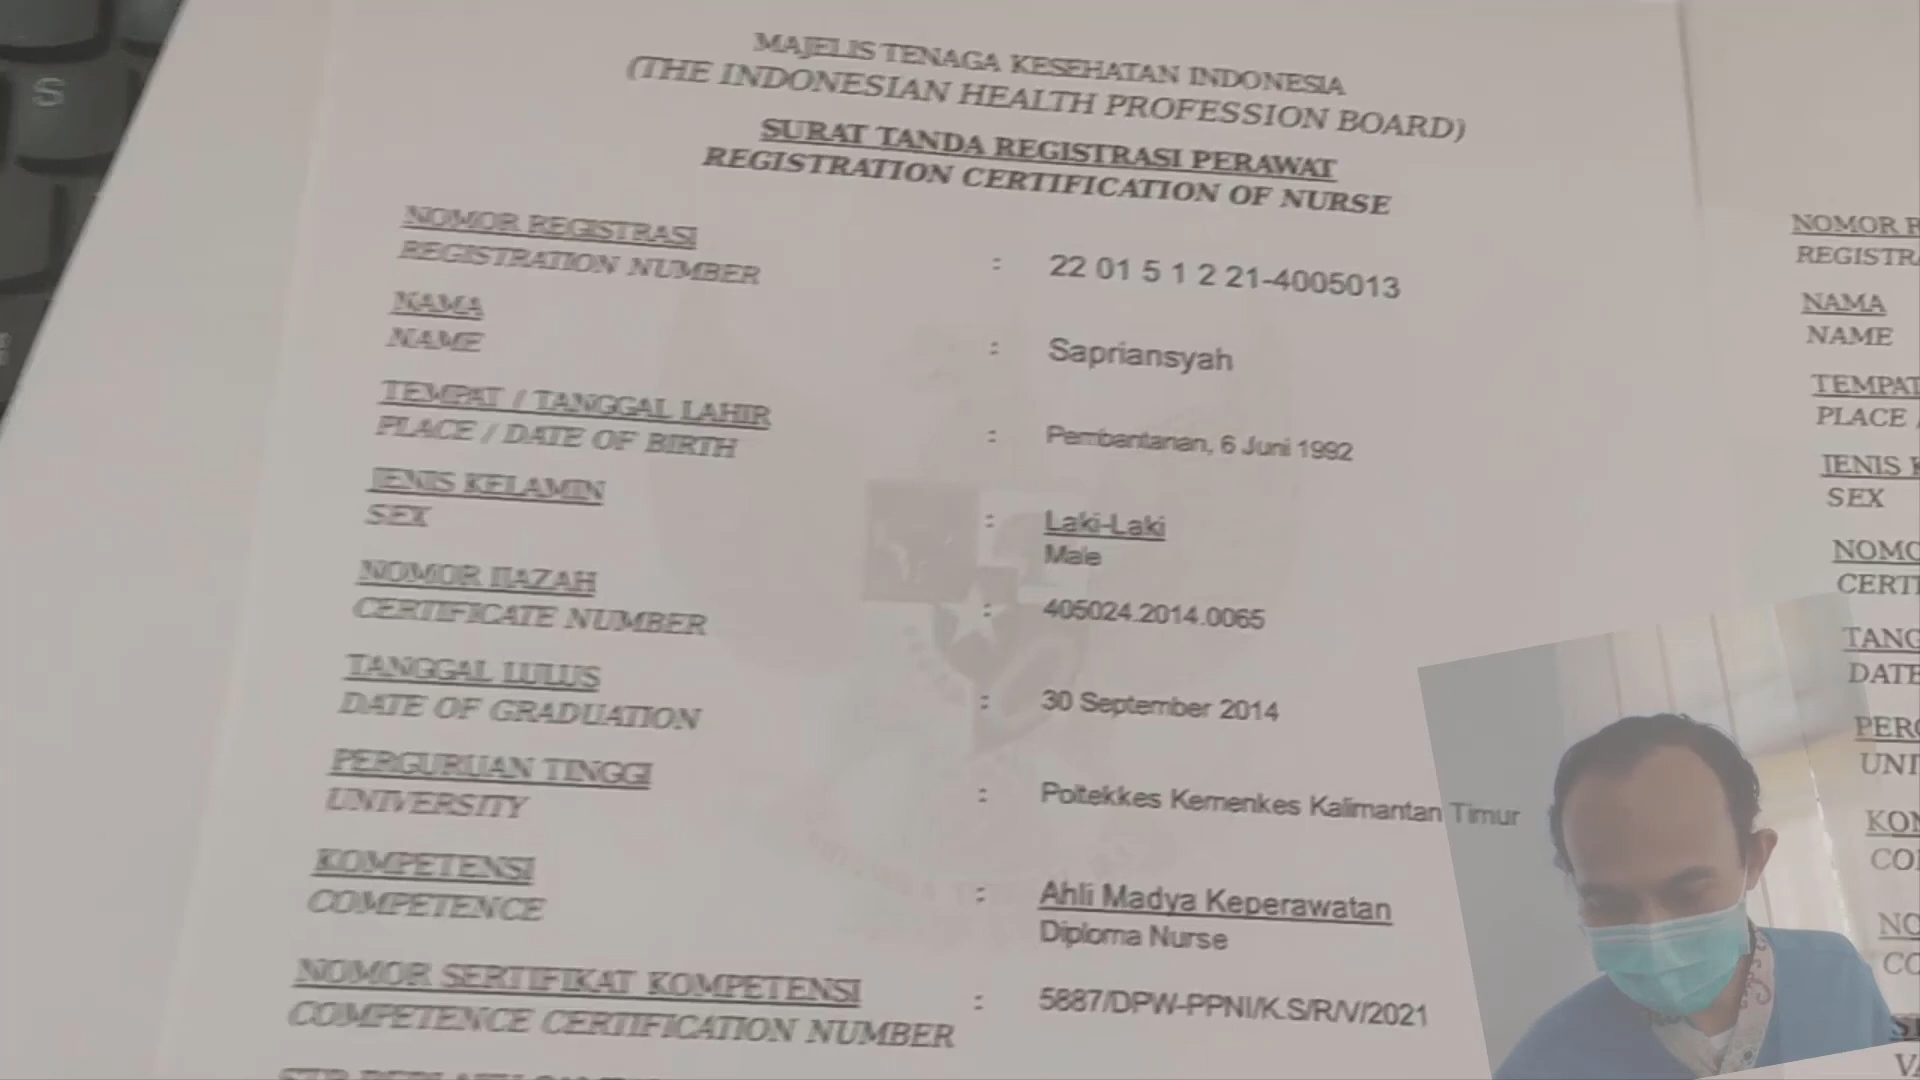 MAJELIS TENAGA KESEHATAN INDONESIA
(THE INDONESIAN HEALTH PROFESSION BOARD)
SURAT TANDA REGISTRASI PERAWAT
REGISTRATION CERTIFICATION OF NURSE
NOMOR REGISTRASI
REGISTRATION NUMBER : 22 01 5 1 2 21-4005013
NAMA
NAME : Sapriansyah
TEMPAT / TANGGAL LAHIR
PLACE / DATE OF BIRTH : Pembantanan, 6 Juni 1992
JENIS KELAMIN : Laki-Laki
SEX Male
NOMOR IJAZAH
CERTIFICATE NUMBER : 405024.2014.0065
TANGGAL LULUS
DATE OF GRADUATION : 30 September 2014
PERGURUAN TINGGI
UNIVERSITY : Poltekkes Kemenkes Kalimantan Timur
KOMPETENSI : Ahli Madya Keperawatan
COMPETENCE Diploma Nurse
NOMOR SERTIFIKAT KOMPETENSI
COMPETENCE CERTIFICATION NUMBER : 5887/DPW-PPNI/K.S/R/V/2021
NOMOR
NAMA
NAME
TEMPAT
PLACE
JENIS
SEX
S